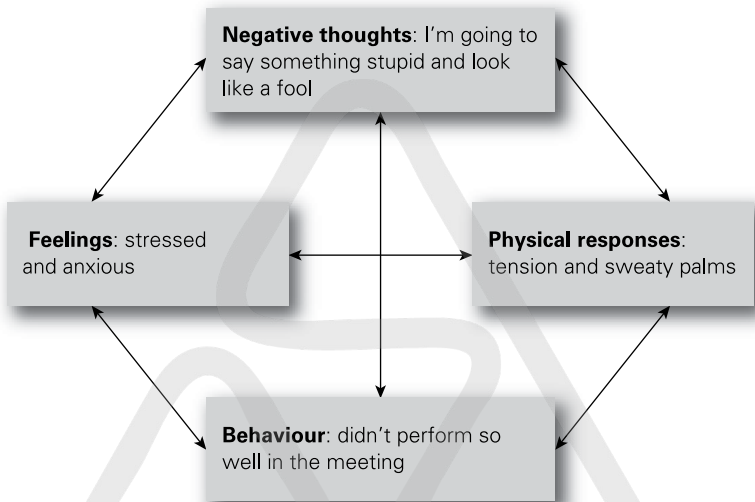 Negative thoughts: I’m going to
say something stupid and look
like a fool
Feelings: stressed
and anxious
Physical responses:
tension and sweaty palms
Behaviour: didn’t perform so
well in the meeting